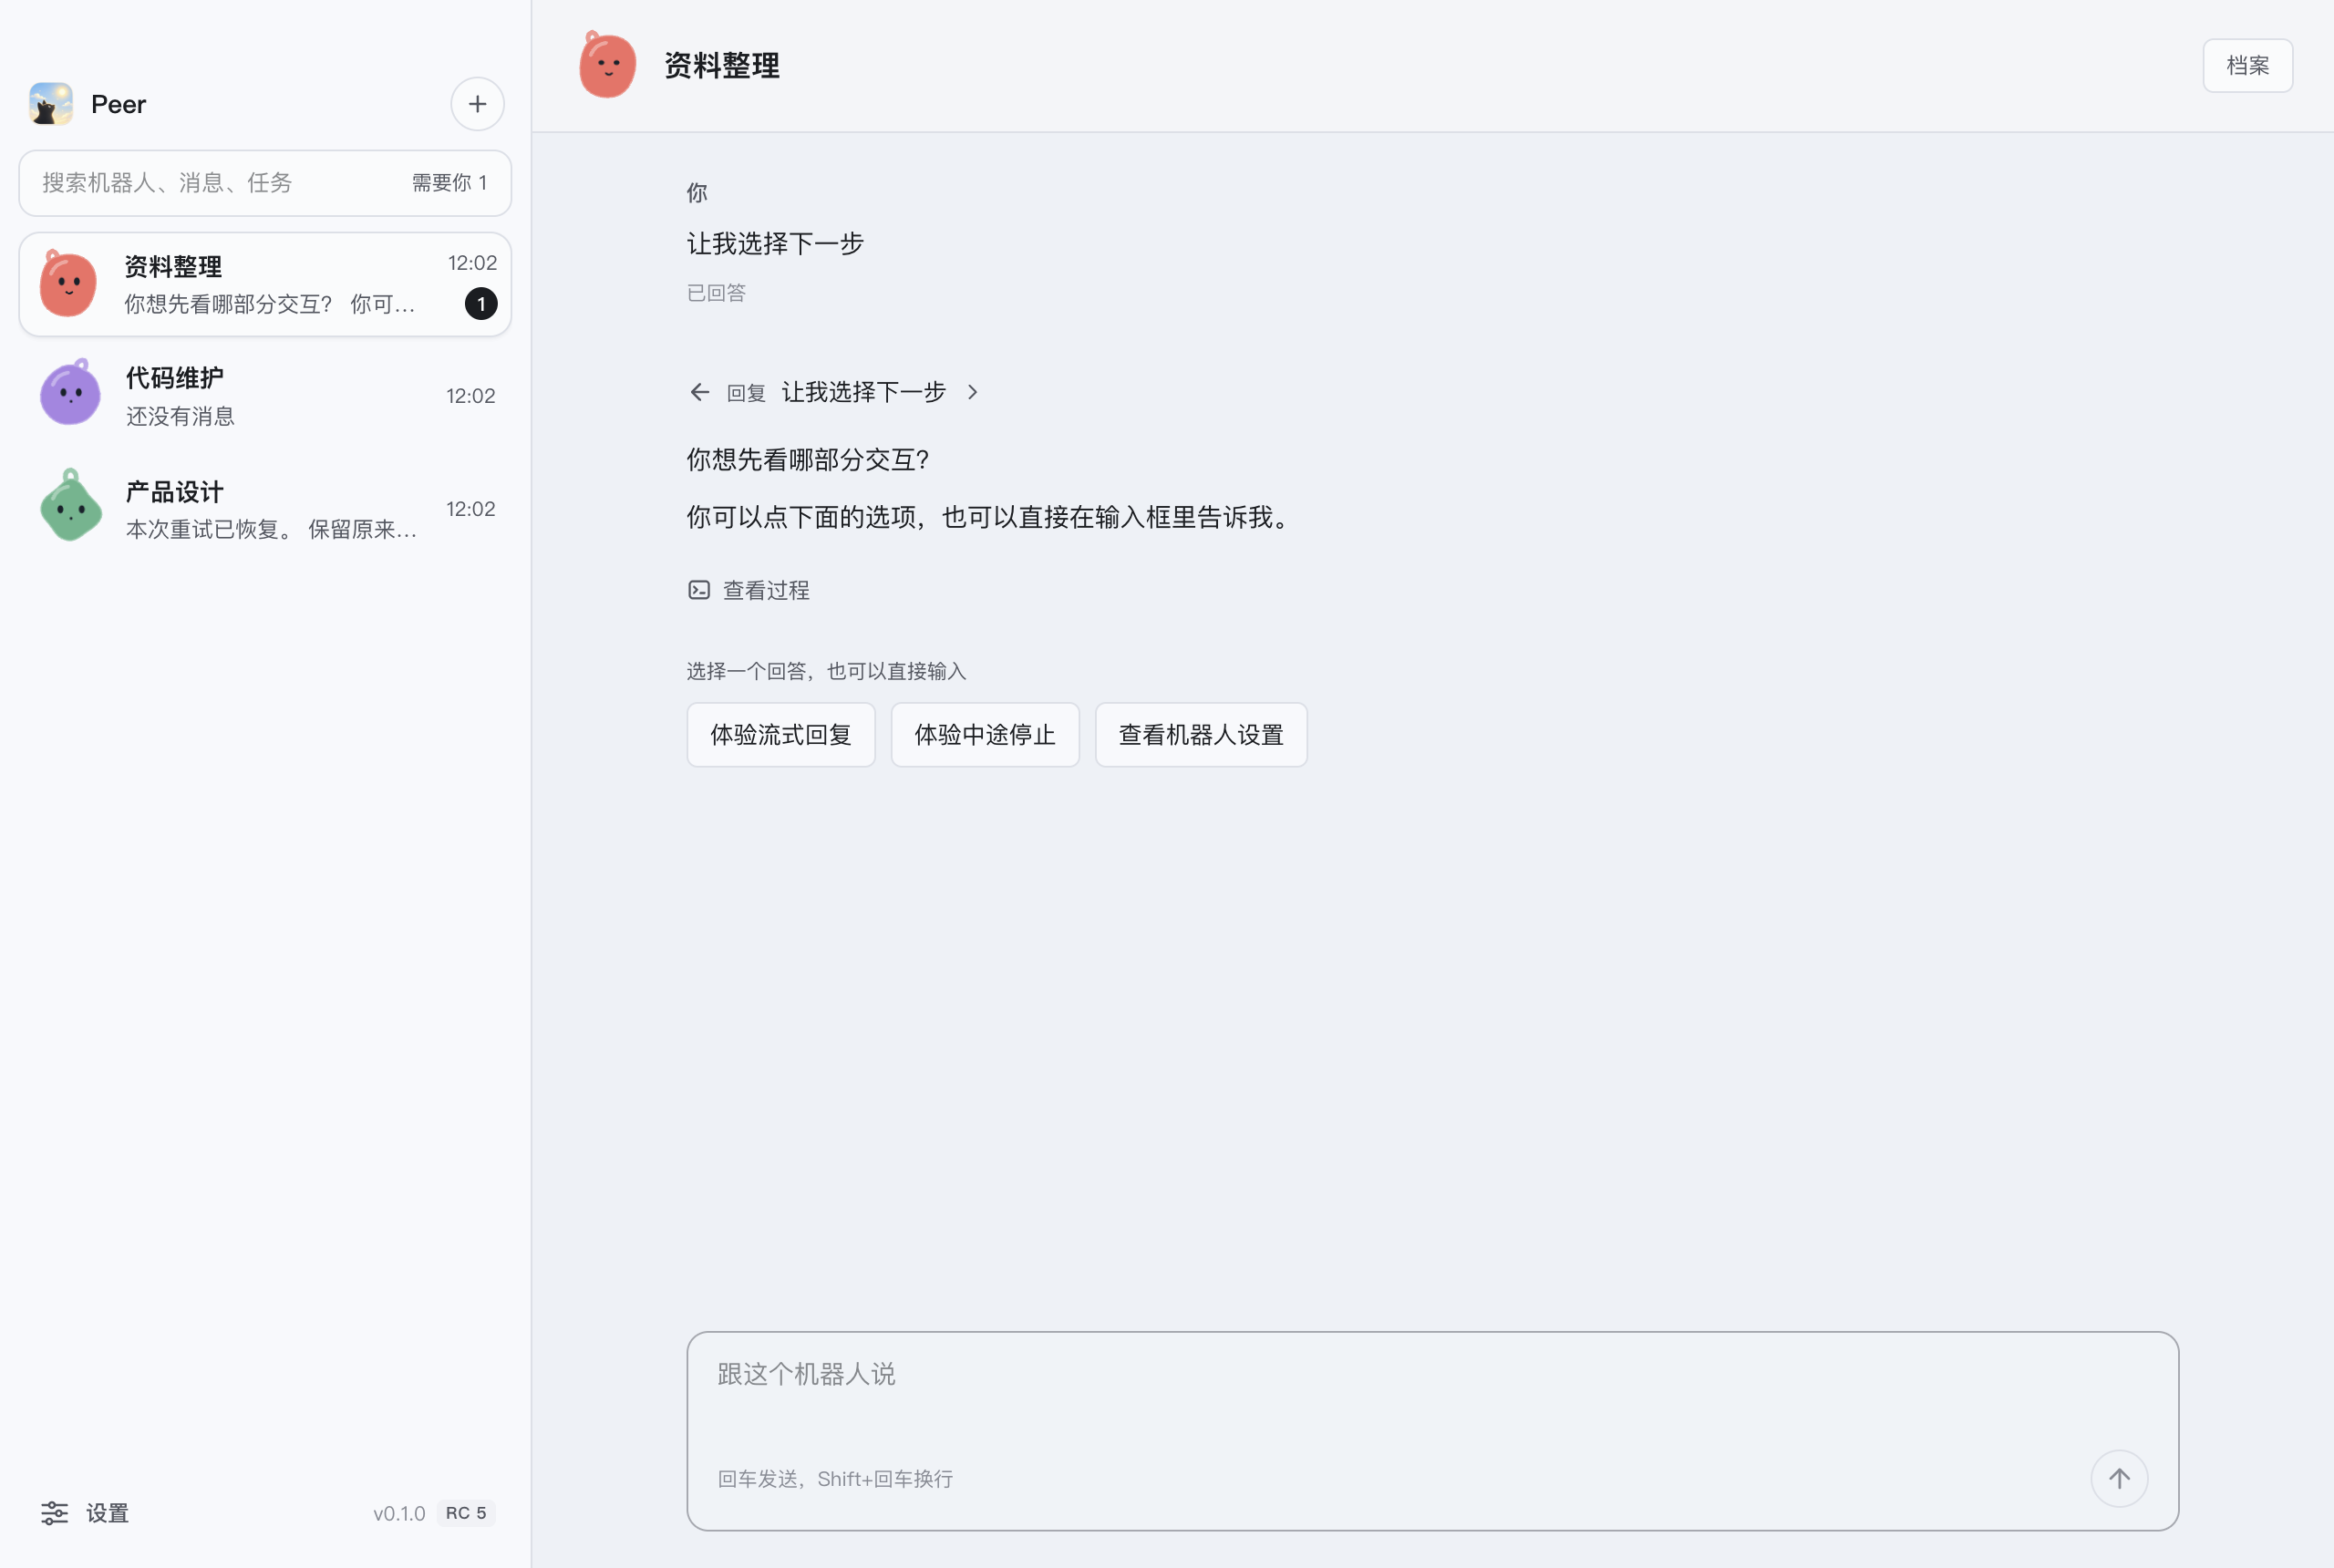 Peer
搜索机器人、消息、任务 需要你 1
资料整理 12:02
你想先看哪部分交互? 你可… 1
代码维护 12:02
还没有消息
产品设计 12:02
本次重试已恢复。 保留原来…
设置 v0.1.0 RC 5
资料整理 档案
你
让我选择下一步
已回答
回复 让我选择下一步
你想先看哪部分交互?
你可以点下面的选项，也可以直接在输入框里告诉我。
查看过程
选择一个回答，也可以直接输入
体验流式回复 体验中途停止 查看机器人设置
跟这个机器人说
回车发送，Shift+回车换行